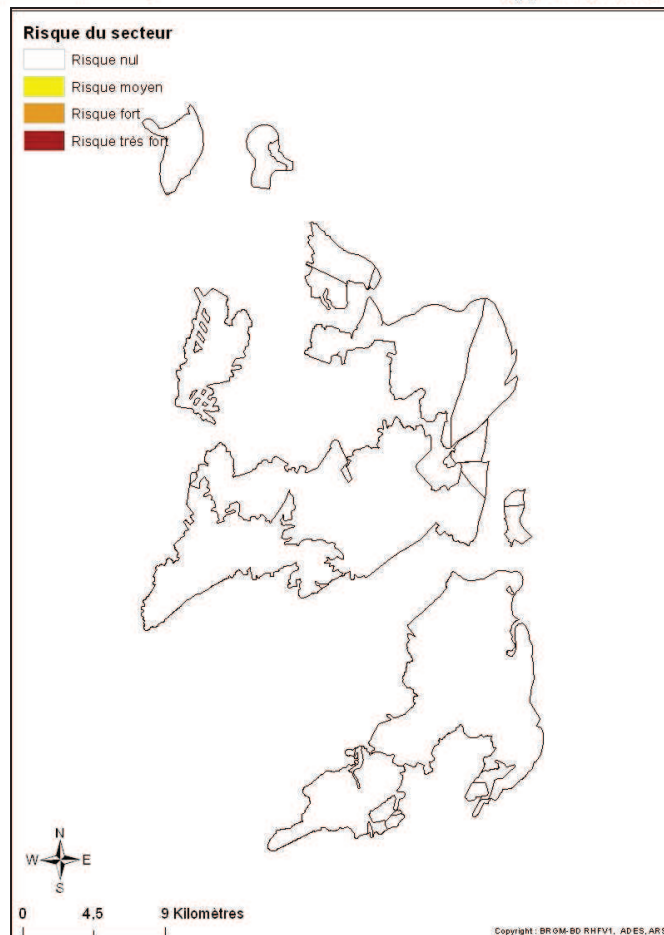 Risque du secteur
Risque nul
Risque moyen
Risque fort
Risque très fort
N
W E
S
0 4,5 9 Kilomètres
Copyright : BRGM-BD RHFV1, ADES, ARS